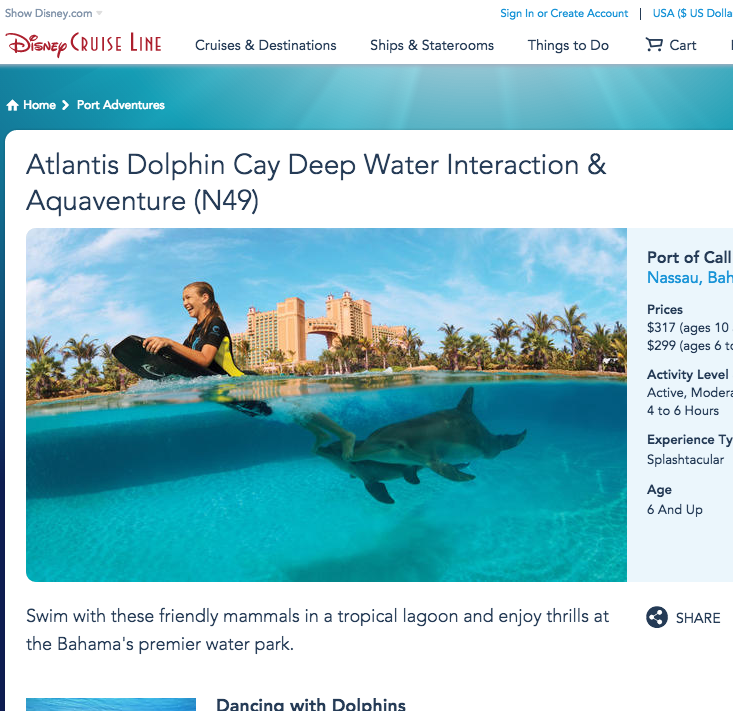 Show Disney.com
Sign In or Create Account | USA ($ US Dolla
Disney Cruise Line
Cruises & Destinations Ships & Staterooms Things to Do Cart
Home Port Adventures
Atlantis Dolphin Cay Deep Water Interaction &
Aquaventure (N49)
Port of Call
Nassau, Bah
Prices
$317 (ages 10
$299 (ages 6 to
Activity Level
Active, Modera
4 to 6 Hours
Experience Ty
Splashtacular
Age
6 And Up
Swim with these friendly mammals in a tropical lagoon and enjoy thrills at
the Bahama's premier water park.
SHARE
Dancing with Dolphins